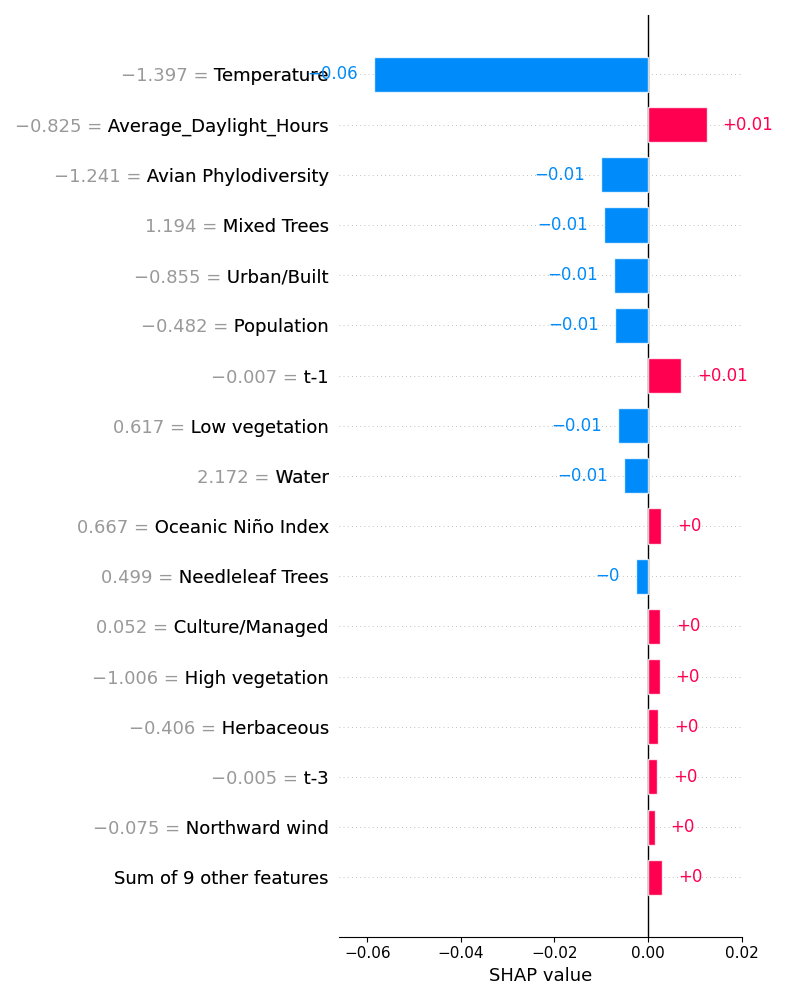 −1.397 = Temperature −0.06
−0.825 = Average_Daylight_Hours +0.01
−1.241 = Avian Phylodiversity −0.01
1.194 = Mixed Trees −0.01
−0.855 = Urban/Built −0.01
−0.482 = Population −0.01
−0.007 = t-1 +0.01
0.617 = Low vegetation −0.01
2.172 = Water −0.01
0.667 = Oceanic Niño Index +0
0.499 = Needleleaf Trees −0
0.052 = Culture/Managed +0
−1.006 = High vegetation +0
−0.406 = Herbaceous +0
−0.005 = t-3 +0
−0.075 = Northward wind +0
Sum of 9 other features +0
−0.06 −0.04 −0.02 0.00 0.02
SHAP value